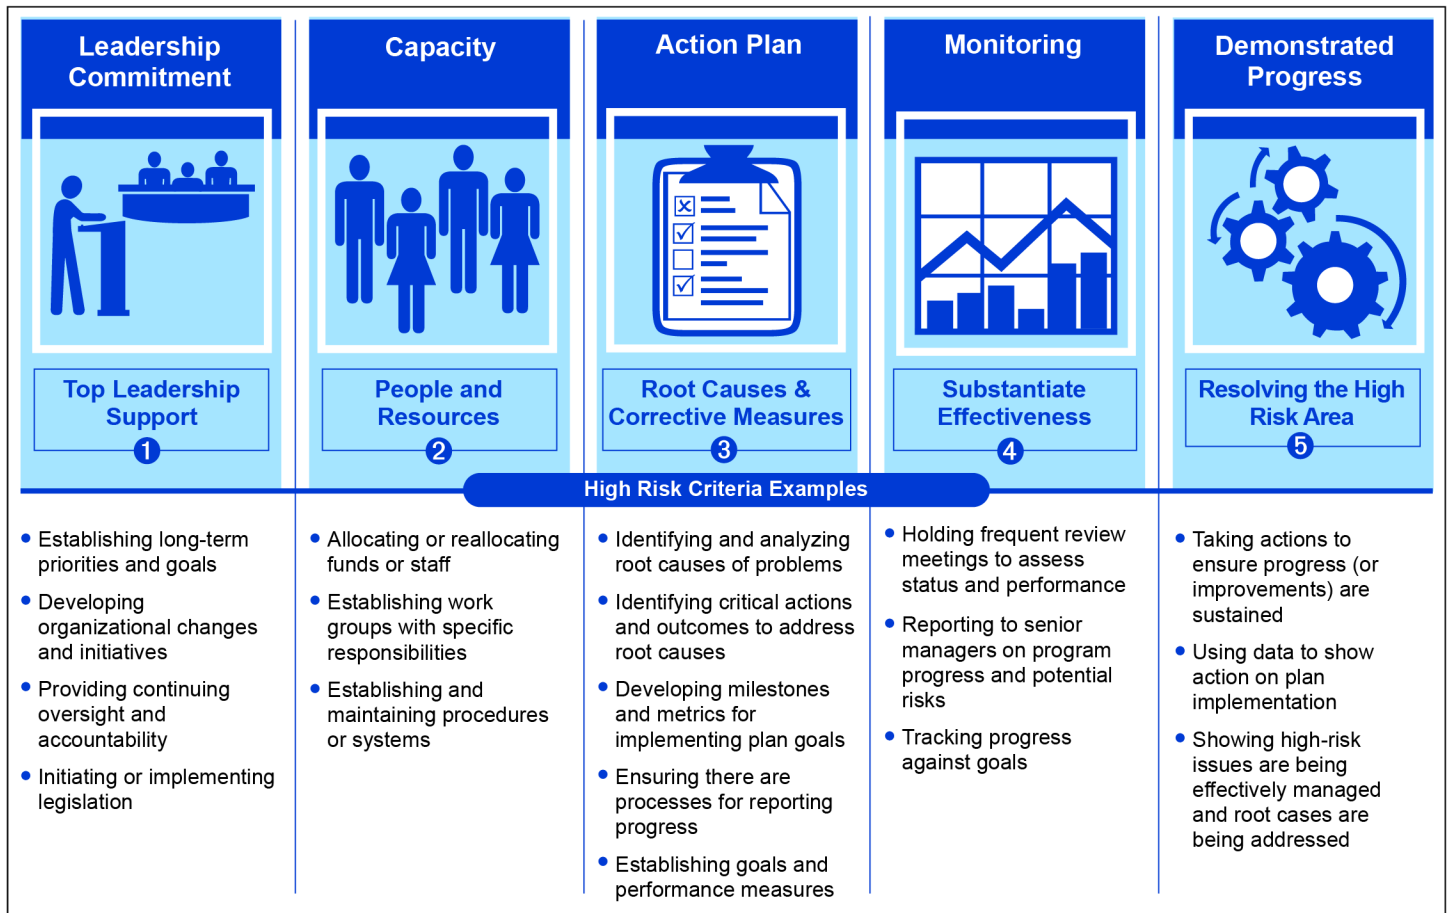 Leadership
Commitment
Capacity
Action Plan
Monitoring
Demonstrated
Progress
Top Leadership
Support
1
People and
Resources
2
Root Causes &
Corrective Measures
3
Substantiate
Effectiveness
4
Resolving the High
Risk Area
5
High Risk Criteria Examples
• Establishing long-term
priorities and goals
• Developing
organizational changes
and initiatives
• Providing continuing
oversight and
accountability
• Initiating or implementing
legislation
• Allocating or reallocating
funds or staff
• Establishing work
groups with specific
responsibilities
• Establishing and
maintaining procedures
or systems
• Identifying and analyzing
root causes of problems
• Identifying critical actions
and outcomes to address
root causes
• Developing milestones
and metrics for
implementing plan goals
• Ensuring there are
processes for reporting
progress
• Establishing goals and
performance measures
• Holding frequent review
meetings to assess
status and performance
• Reporting to senior
managers on program
progress and potential
risks
• Tracking progress
against goals
• Taking actions to
ensure progress (or
improvements) are
sustained
• Using data to show
action on plan
implementation
• Showing high-risk
issues are being
effectively managed
and root cases are
being addressed